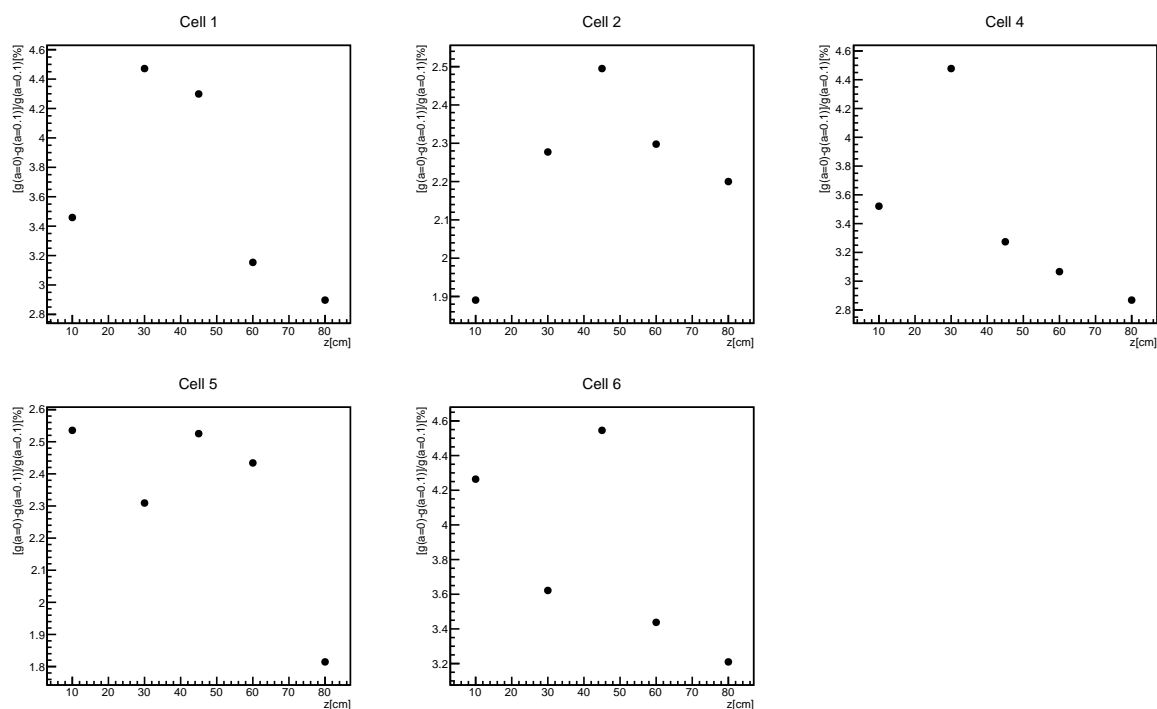 Cell 1
[g(a=0)-g(a=0.1)]/g(a=0.1)[%]
4.6
4.4
4.2
4
3.8
3.6
3.4
3.2
3
2.8
10 20 30 40 50 60 70 80
z[cm]
Cell 2
[g(a=0)-g(a=0.1)]/g(a=0.1)[%]
2.5
2.4
2.3
2.2
2.1
2
1.9
10 20 30 40 50 60 70 80
z[cm]
Cell 4
[g(a=0)-g(a=0.1)]/g(a=0.1)[%]
4.6
4.4
4.2
4
3.8
3.6
3.4
3.2
3
2.8
10 20 30 40 50 60 70 80
z[cm]
Cell 5
[g(a=0)-g(a=0.1)]/g(a=0.1)[%]
2.6
2.5
2.4
2.3
2.2
2.1
2
1.9
1.8
10 20 30 40 50 60 70 80
z[cm]
Cell 6
[g(a=0)-g(a=0.1)]/g(a=0.1)[%]
4.6
4.4
4.2
4
3.8
3.6
3.4
3.2
10 20 30 40 50 60 70 80
z[cm]